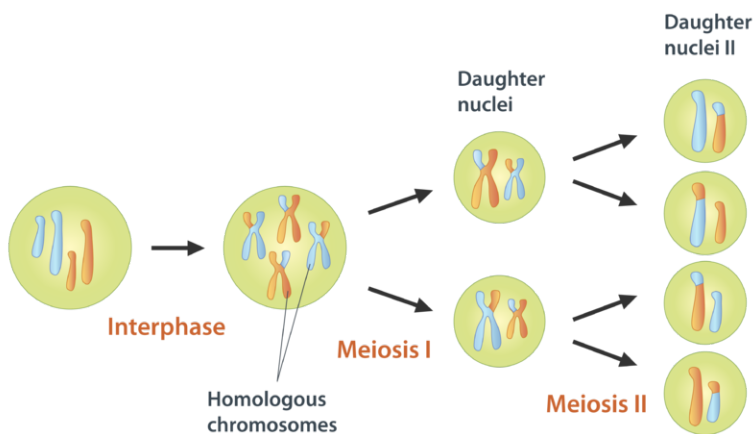 Daughter
nuclei II
Daughter
nuclei
Interphase
Meiosis I
Homologous
chromosomes
Meiosis II